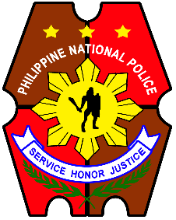 PHILIPPINE NATIONAL POLICE
SERVICE HONOR JUSTICE